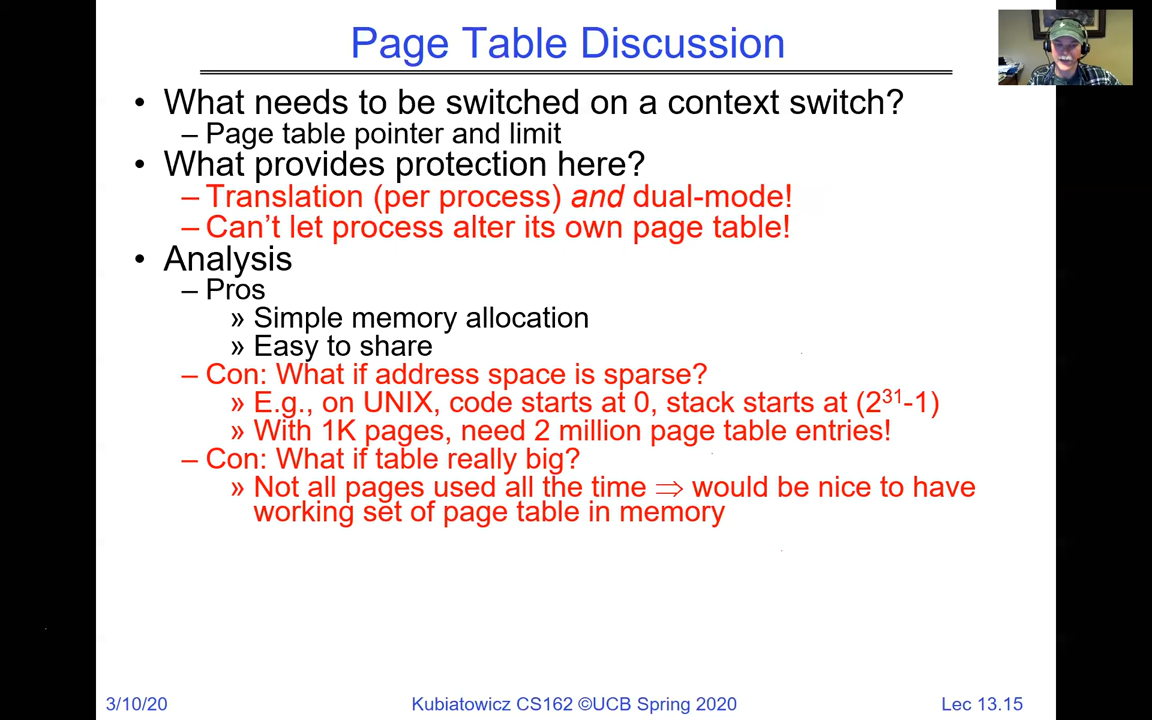 Page Table Discussion
• What needs to be switched on a context switch?
– Page table pointer and limit
• What provides protection here?
– Translation (per process) and dual-mode!
– Can’t let process alter its own page table!
• Analysis
– Pros
» Simple memory allocation
» Easy to share
– Con: What if address space is sparse?
» E.g., on UNIX, code starts at 0, stack starts at (2³¹-1)
» With 1K pages, need 2 million page table entries!
– Con: What if table really big?
» Not all pages used all the time ⇒ would be nice to have
working set of page table in memory
3/10/20
Kubiatowicz CS162 ©UCB Spring 2020
Lec 13.15